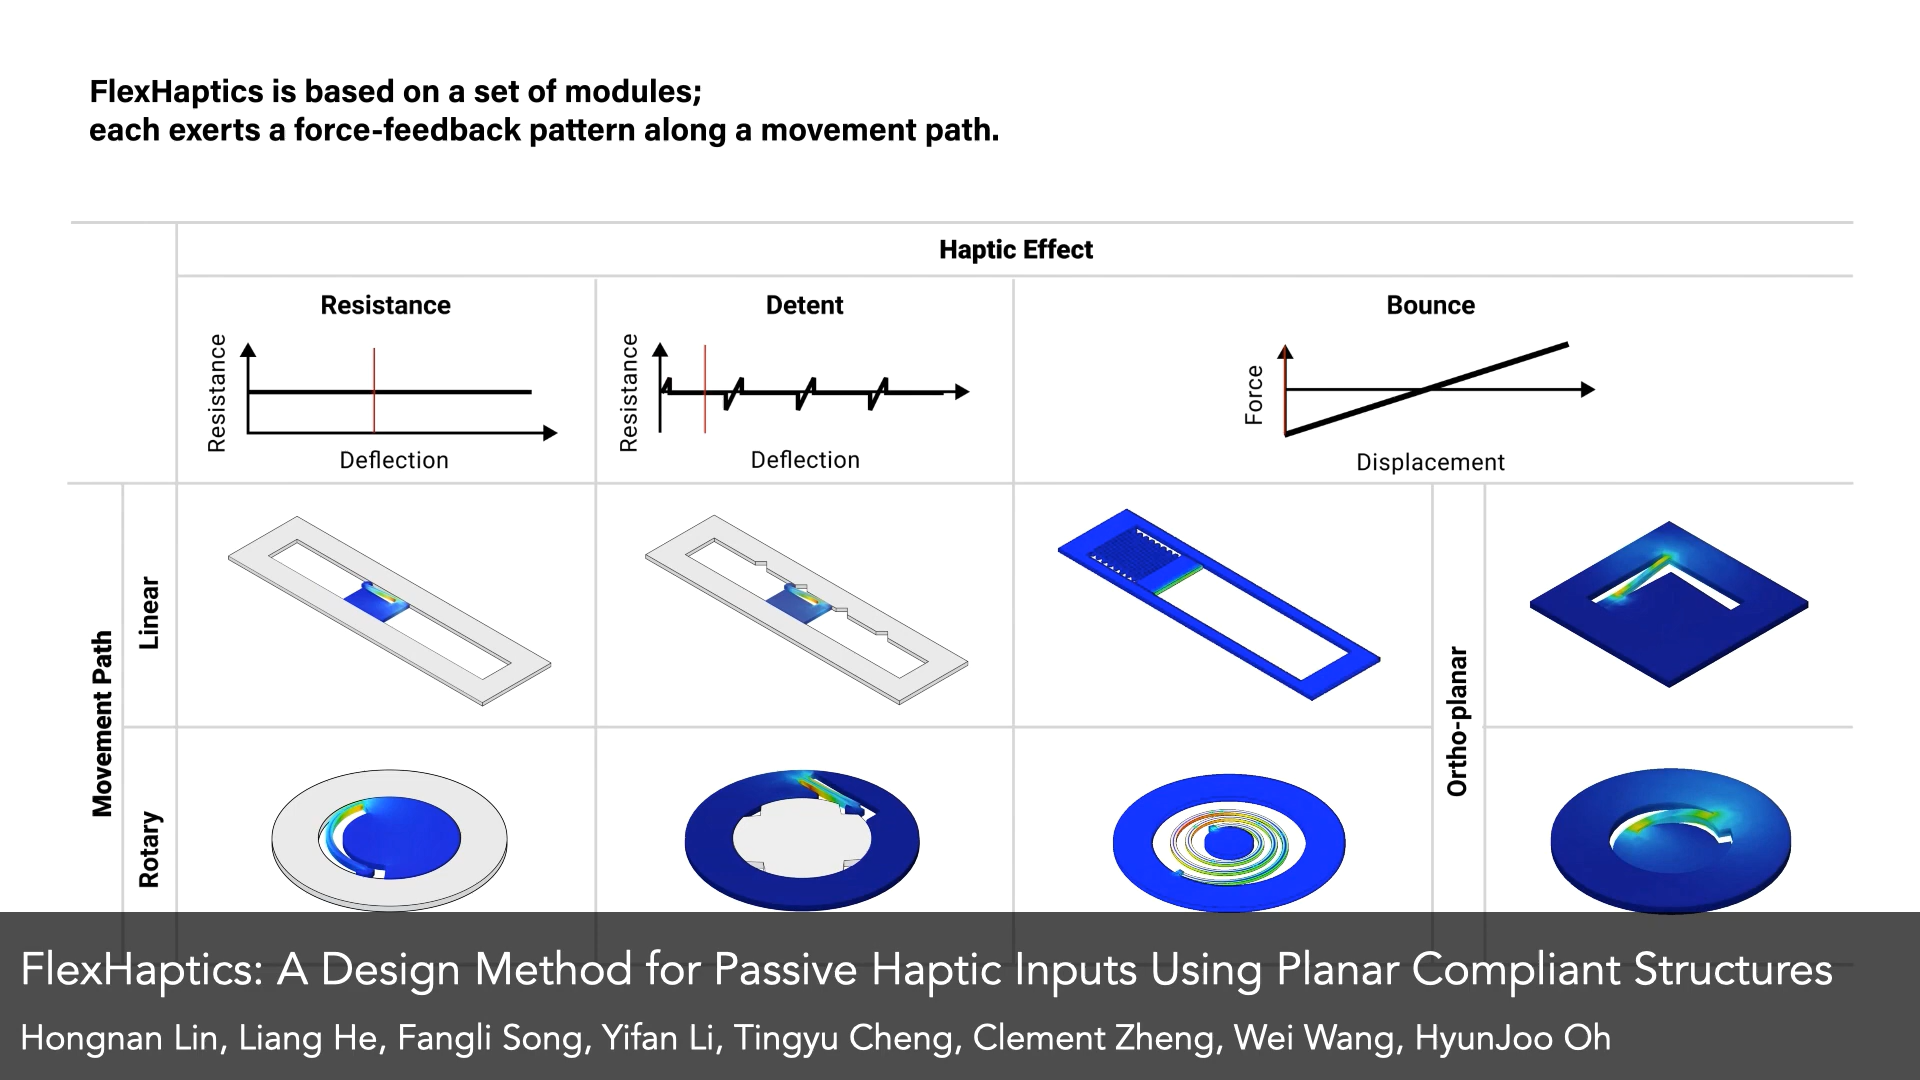 FlexHaptics is based on a set of modules;
each exerts a force-feedback pattern along a movement path.
Haptic Effect
Resistance
Detent
Bounce
Resistance
Deflection
Resistance
Deflection
Force
Displacement
Movement Path
Linear
Ortho-planar
Rotary
FlexHaptics: A Design Method for Passive Haptic Inputs Using Planar Compliant Structures
Hongnan Lin, Liang He, Fangli Song, Yifan Li, Tingyu Cheng, Clement Zheng, Wei Wang, HyunJoo Oh